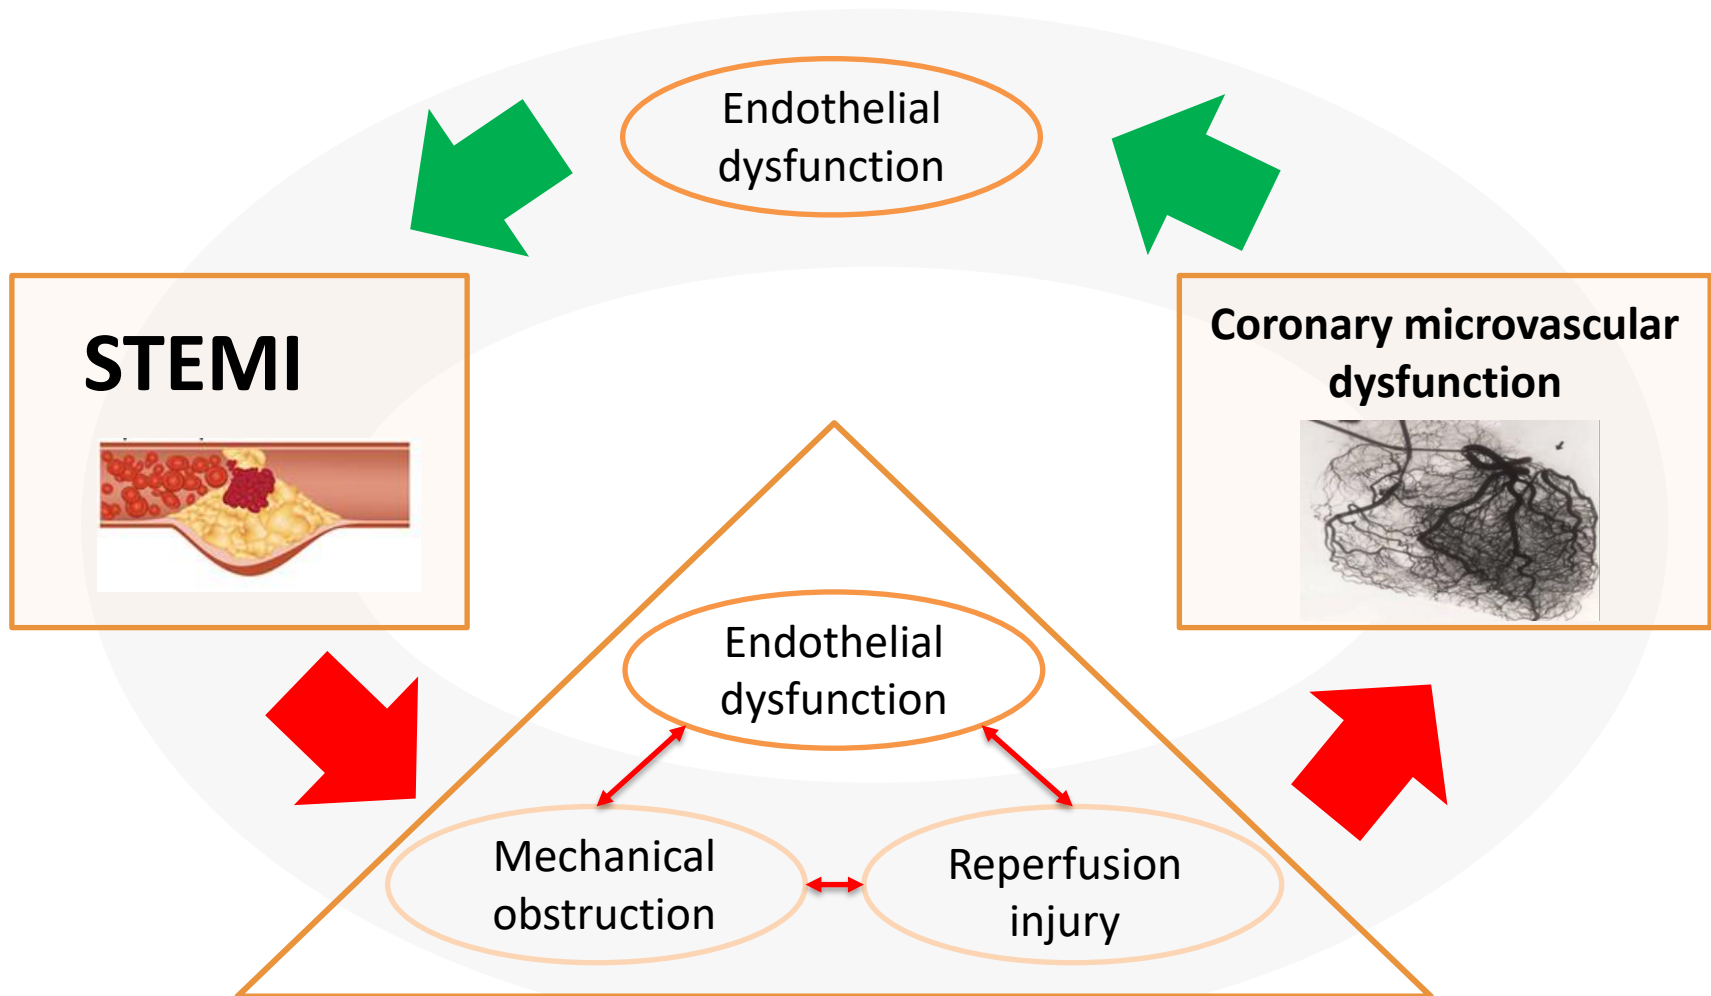 Endothelial
dysfunction
STEMI
Coronary microvascular
dysfunction
Endothelial
dysfunction
Mechanical
obstruction
Reperfusion
injury